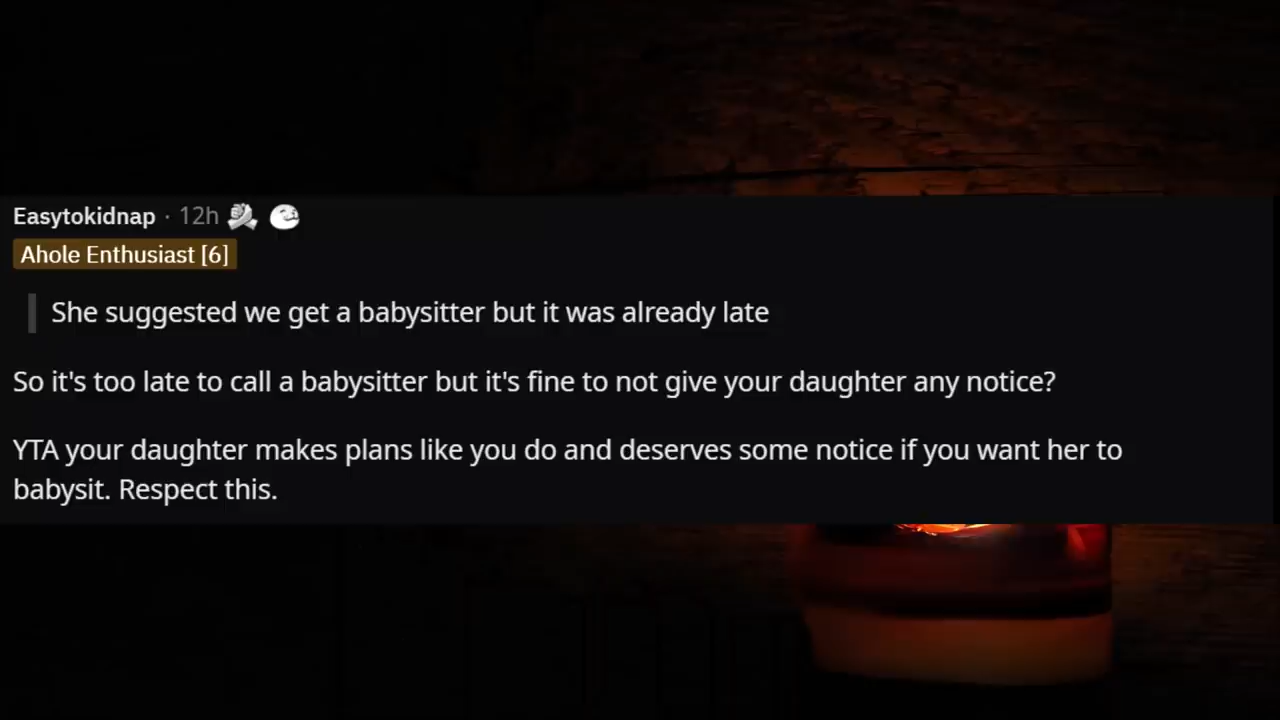 Easytokidnap · 12h
Ahole Enthusiast [6]
She suggested we get a babysitter but it was already late
So it's too late to call a babysitter but it's fine to not give your daughter any notice?
YTA your daughter makes plans like you do and deserves some notice if you want her to
babysit. Respect this.